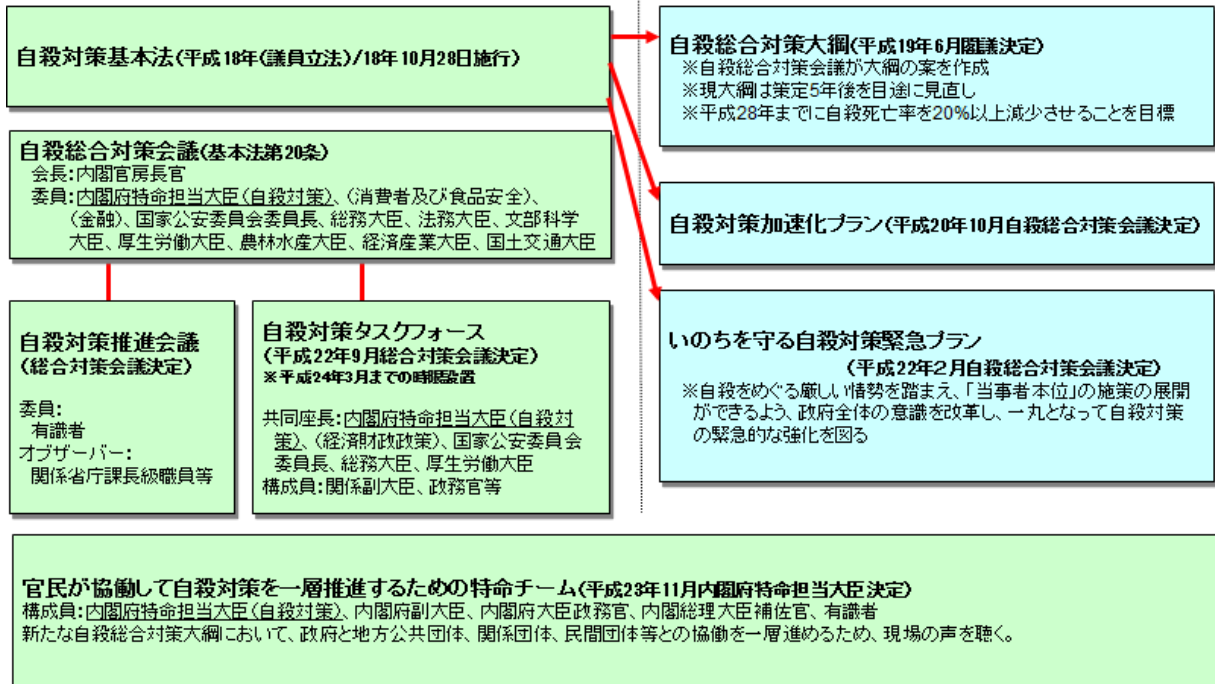 自殺対策基本法(平成18年(議員立法)/18年10月28日施行)
自殺総合対策会議(基本法第20条)
会長:内閣官房長官
委員:内閣府特命担当大臣(自殺対策)、(消費者及び食品安全)、
(金融)、国家公安委員会委員長、総務大臣、法務大臣、文部科学
大臣、厚生労働大臣、農林水産大臣、経済産業大臣、国土交通大臣
自殺対策推進会議
(総合対策会議決定)
委員:
有識者
オブザーバー:
関係省庁課長級職員等
自殺対策タスクフォース
(平成22年9月総合対策会議決定)
※平成24年3月までの時限設置
共同座長:内閣府特命担当大臣(自殺対
策)、(経済財政政策)、国家公安委員会
委員長、総務大臣、厚生労働大臣
構成員:関係副大臣、政務官等
自殺総合対策大綱(平成19年6月閣議決定)
※自殺総合対策会議が大綱の案を作成
※現大綱は策定5年後を目途に見直し
※平成28年までに自殺死亡率を20%以上減少させることを目標
自殺対策加速化プラン(平成20年10月自殺総合対策会議決定)
いのちを守る自殺対策緊急プラン
(平成22年2月自殺総合対策会議決定)
※自殺をめぐる厳しい情勢を踏まえ、「当事者本位」の施策の展開
ができるよう、政府全体の意識を改革し、一丸となって自殺対策
の緊急的な強化を図る
官民が協働して自殺対策を一層推進するための特命チーム(平成23年11月内閣府特命担当大臣決定)
構成員:内閣府特命担当大臣(自殺対策)、内閣府副大臣、内閣府大臣政務官、内閣総理大臣補佐官、有識者
新たな自殺総合対策大綱において、政府と地方公共団体、関係団体、民間団体等との協働を一層進めるため、現場の声を聴く。